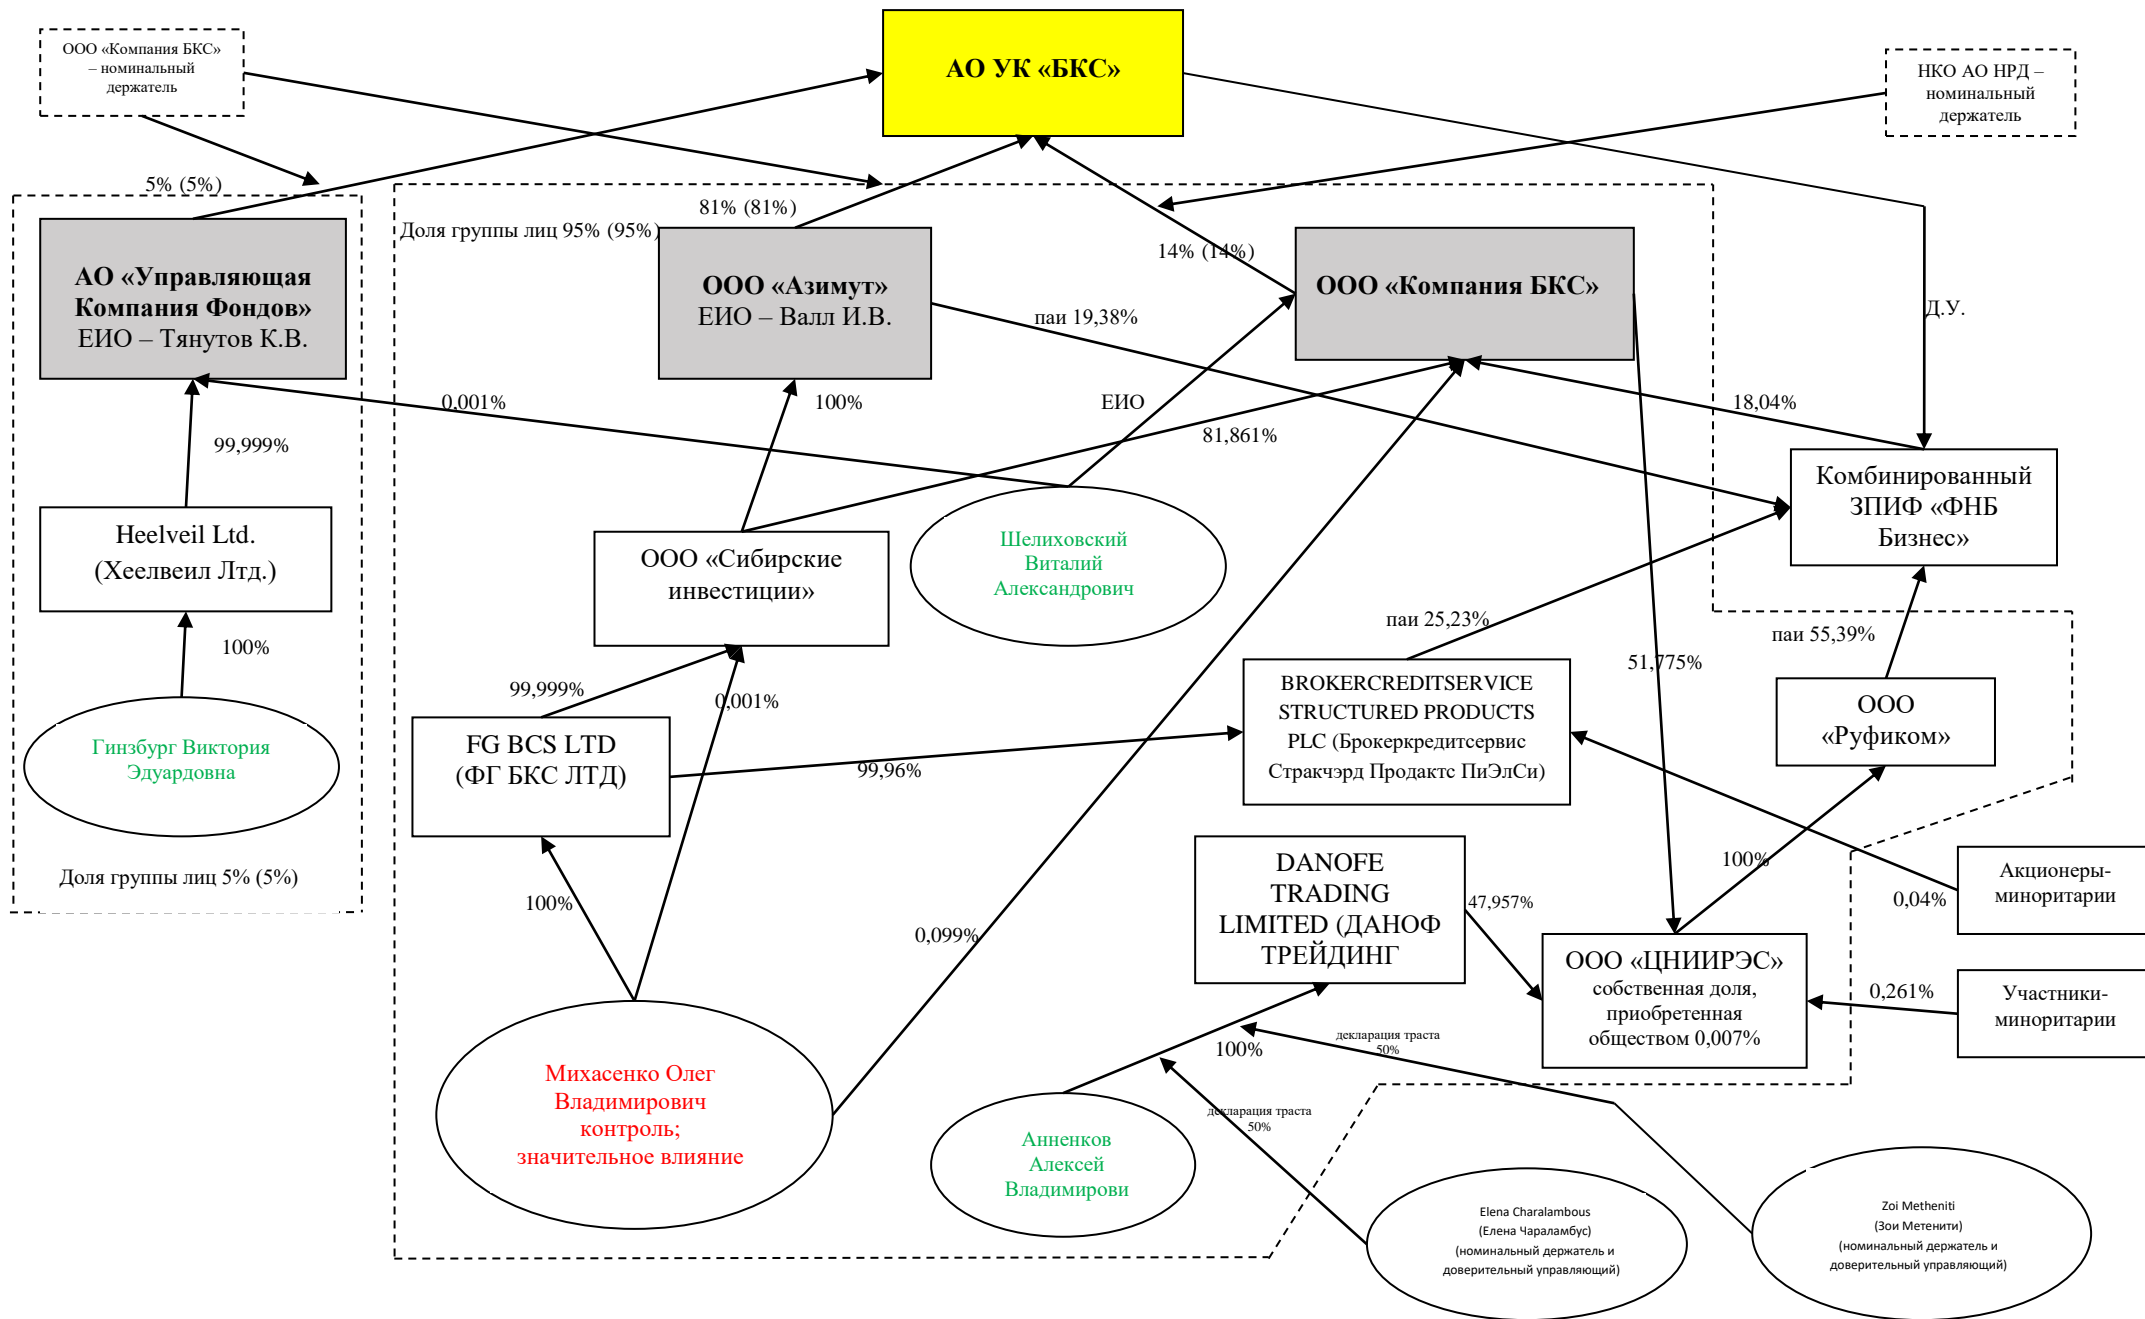 ООО «Компания БКС»
– номинальный
держатель
АО УК «БКС»
НКО АО НРД –
номинальный
держатель
5% (5%)
81% (81%)
Доля группы лиц 95% (95%)
14% (14%)
АО «Управляющая
Компания Фондов»
ЕИО – Тянутов К.В.
ООО «Азимут»
ЕИО – Валл И.В.
ООО «Компания БКС»
паи 19,38%
Д.У.
0,001%
100%
ЕИО
18,04%
99,999%
81,861%
Heelveil Ltd.
(Хеелвеил Лтд.)
ООО «Сибирские
инвестиции»
Шелиховский
Виталий
Александрович
Комбинированный
ЗПИФ «ФНБ
Бизнес»
100%
паи 25,23%
паи 55,39%
51,775%
99,999%
0,001%
Гинзбург Виктория
Эдуардовна
FG BCS LTD
(ФГ БКС ЛТД)
99,96%
BROKERCREDITSERVICE
STRUCTURED PRODUCTS
PLC (Брокеркредитсервис
Стракчэрд Продактс ПиЭлСи)
ООО
«Руфиком»
Доля группы лиц 5% (5%)
100%
0,099%
DANOFE
TRADING
LIMITED (ДАНОФ
ТРЕЙДИНГ
47,957%
100%
0,04%
Акционеры-
миноритарии
ООО «ЦНИИРЭС»
собственная доля,
приобретенная
обществом 0,007%
0,261%
Участники-
миноритарии
Михасенко Олег
Владимирович
контроль;
значительное влияние
100%
декларация траста
50%
декларация траста
50%
Анненков
Алексей
Владимирови
Elena Charalambous
(Елена Чараламбус)
(номинальный держатель и
доверительный управляющий)
Zoi Metheniti
(Зои Метенити)
(номинальный держатель и
доверительный управляющий)